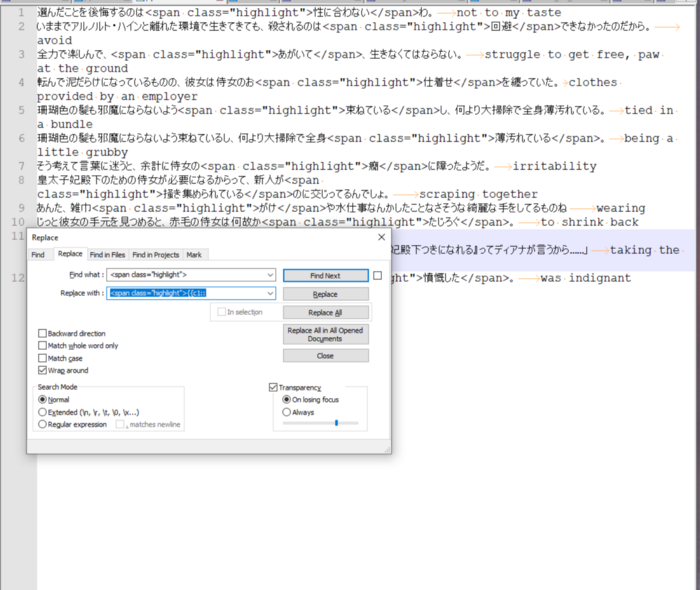 1 選んだことを後悔するのは<span class="highlight">性に合わない</span>わ。 not to my taste
2 いままでアルノルト・ハインと離れた環境で生きてきても、殺されるのは<span class="highlight">回避</span>できなかったのだから。
avoid
3 全力で楽しんで、<span class="highlight">あがいて</span>、生きなくてはならない。 struggle to get free, paw
at the ground
4 転んで泥だらけになっているものの、彼女は侍女のお<span class="highlight">仕着せ</span>を纏っていた。 clothes
provided by an employer
5 珊瑚色の髪も邪魔にならないよう<span class="highlight">束ねている</span>し、何より大掃除で全身薄汚れている。 tied in
a bundle
6 珊瑚色の髪も邪魔にならないよう束ねているし、何より大掃除で全身<span class="highlight">薄汚れている</span>。 being a
little grubby
7 そう考えて言葉に迷うと、余計に侍女の<span class="highlight">癇</span>に障ったようだ。 irritability
8 皇太子妃殿下のための侍女が必要になるからって、新人が<span
class="highlight">掻き集められている</span>のに交じってるんでしょ。 scraping together
9 あんた、雑巾<span class="highlight">がけ</span>や水仕事なんかしたことなさそうな綺麗な手をしてるものね wearing
10 じっと彼女の手元を見つめると、赤毛の侍女は何故か<span class="highlight">たじろぐ</span>。 to shrink back
11
妃殿下つきになれる』ってディアナが言うから……」 taking the
12 ght">憤慨した</span>。 was indignant
Replace
Find Replace Find in Files Find in Projects Mark
Find what : <span class="highlight"> Find Next
Replace with : <span class="highlight">{{c1:: Replace
In selection Replace All
Replace All in All Opened
Documents
Close
Backward direction
Match whole word only
Match case
Wrap around
Search Mode
Normal
Extended (\n, \r, \t, \0, \x...)
Regular expression . matches newline
Transparency
On losing focus
Always